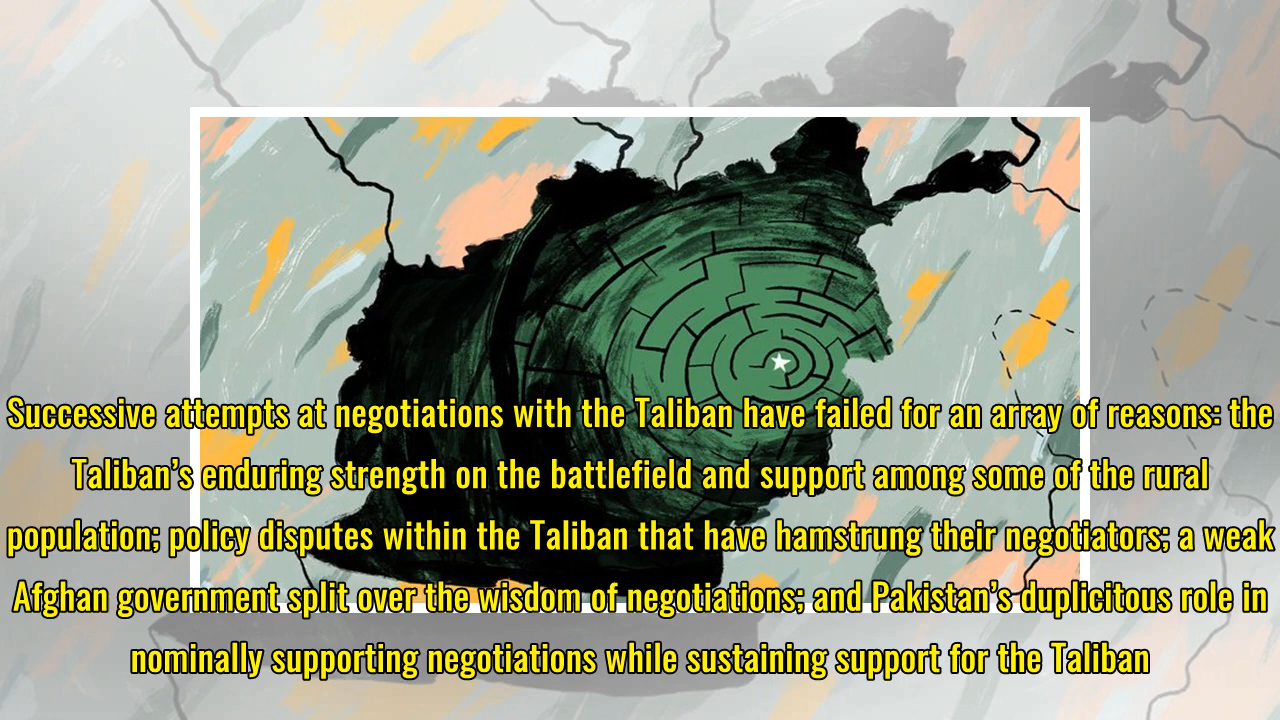 Successive attempts at negotiations with the Taliban have failed for an array of reasons: the
Taliban’s enduring strength on the battlefield and support among some of the rural
population; policy disputes within the Taliban that have hamstrung their negotiators; a weak
Afghan government split over the wisdom of negotiations; and Pakistan’s duplicitous role in
nominally supporting negotiations while sustaining support for the Taliban